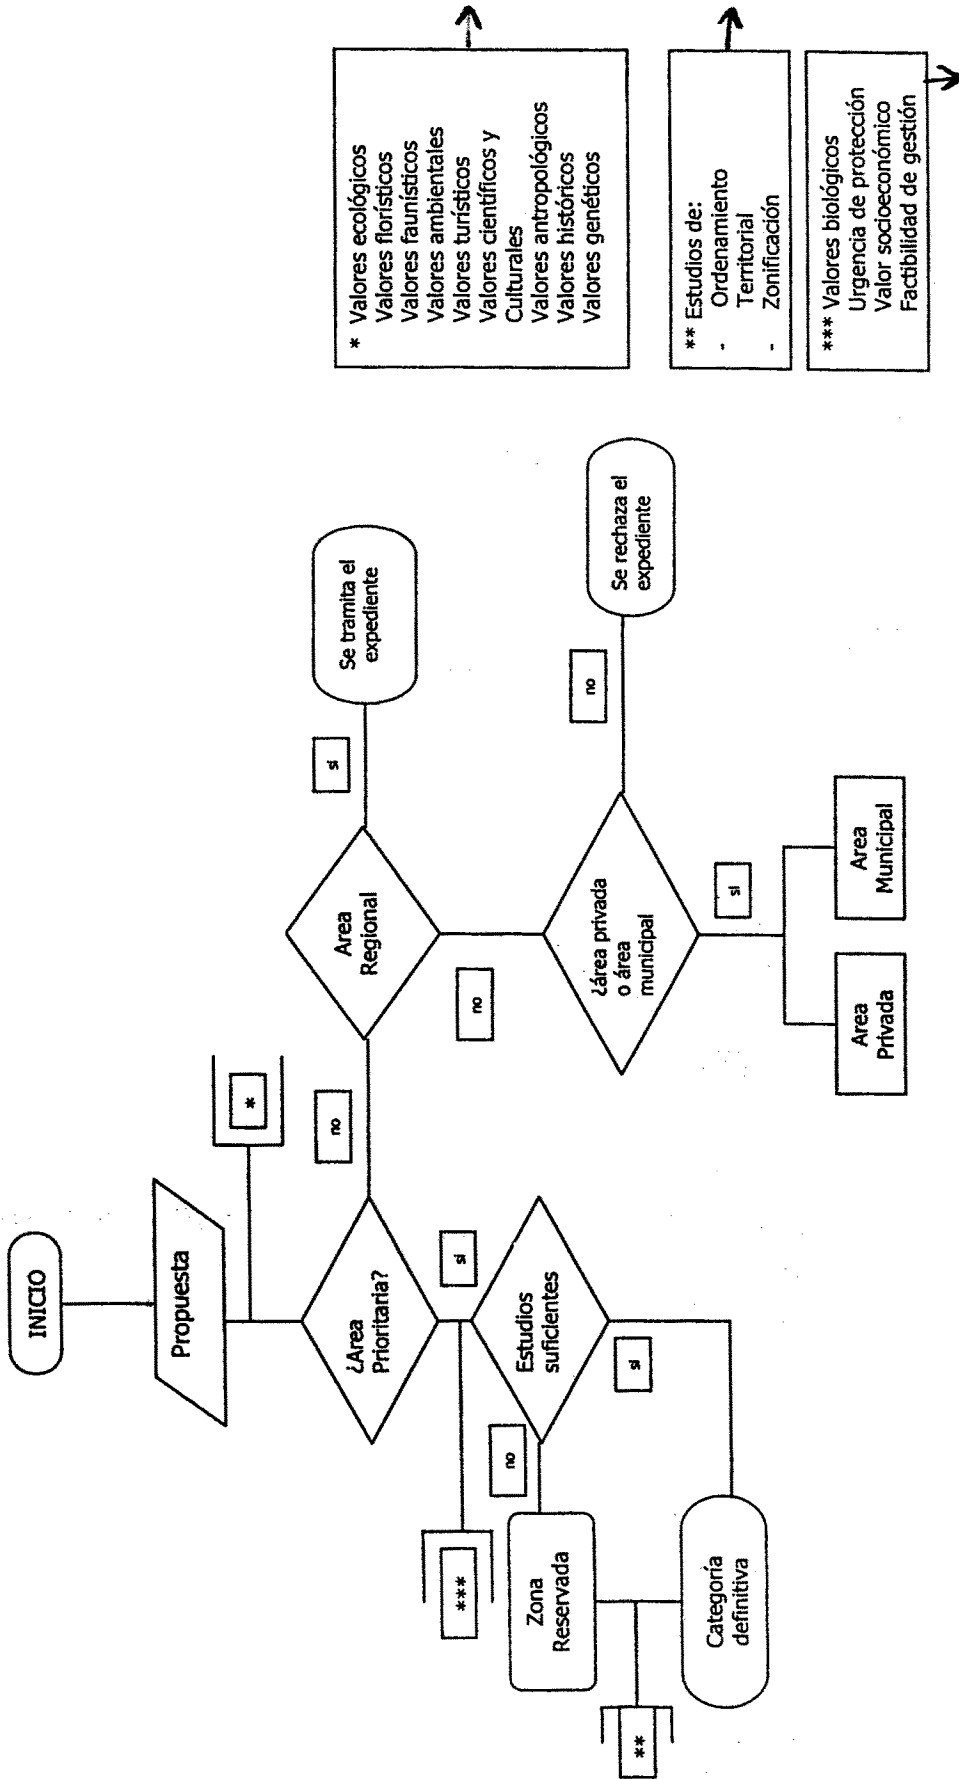 INICIO
Propuesta
*
¿Area
Prioritaria?
no
Area
Regional
si
Se tramita el
expediente
no
¿área privada
o área
municipal
no
Se rechaza el
expediente
si
Area
Privada
Area
Municipal
si
***
Estudios
suficientes
no
Zona
Reservada
si
**
Categoría
definitiva
* Valores ecológicos
Valores florísticos
Valores faunísticos
Valores ambientales
Valores turísticos
Valores científicos y
Culturales
Valores antropológicos
Valores históricos
Valores genéticos
** Estudios de:
- Ordenamiento
Territorial
- Zonificación
*** Valores biológicos
Urgencia de protección
Valor socioeconómico
Factibilidad de gestión